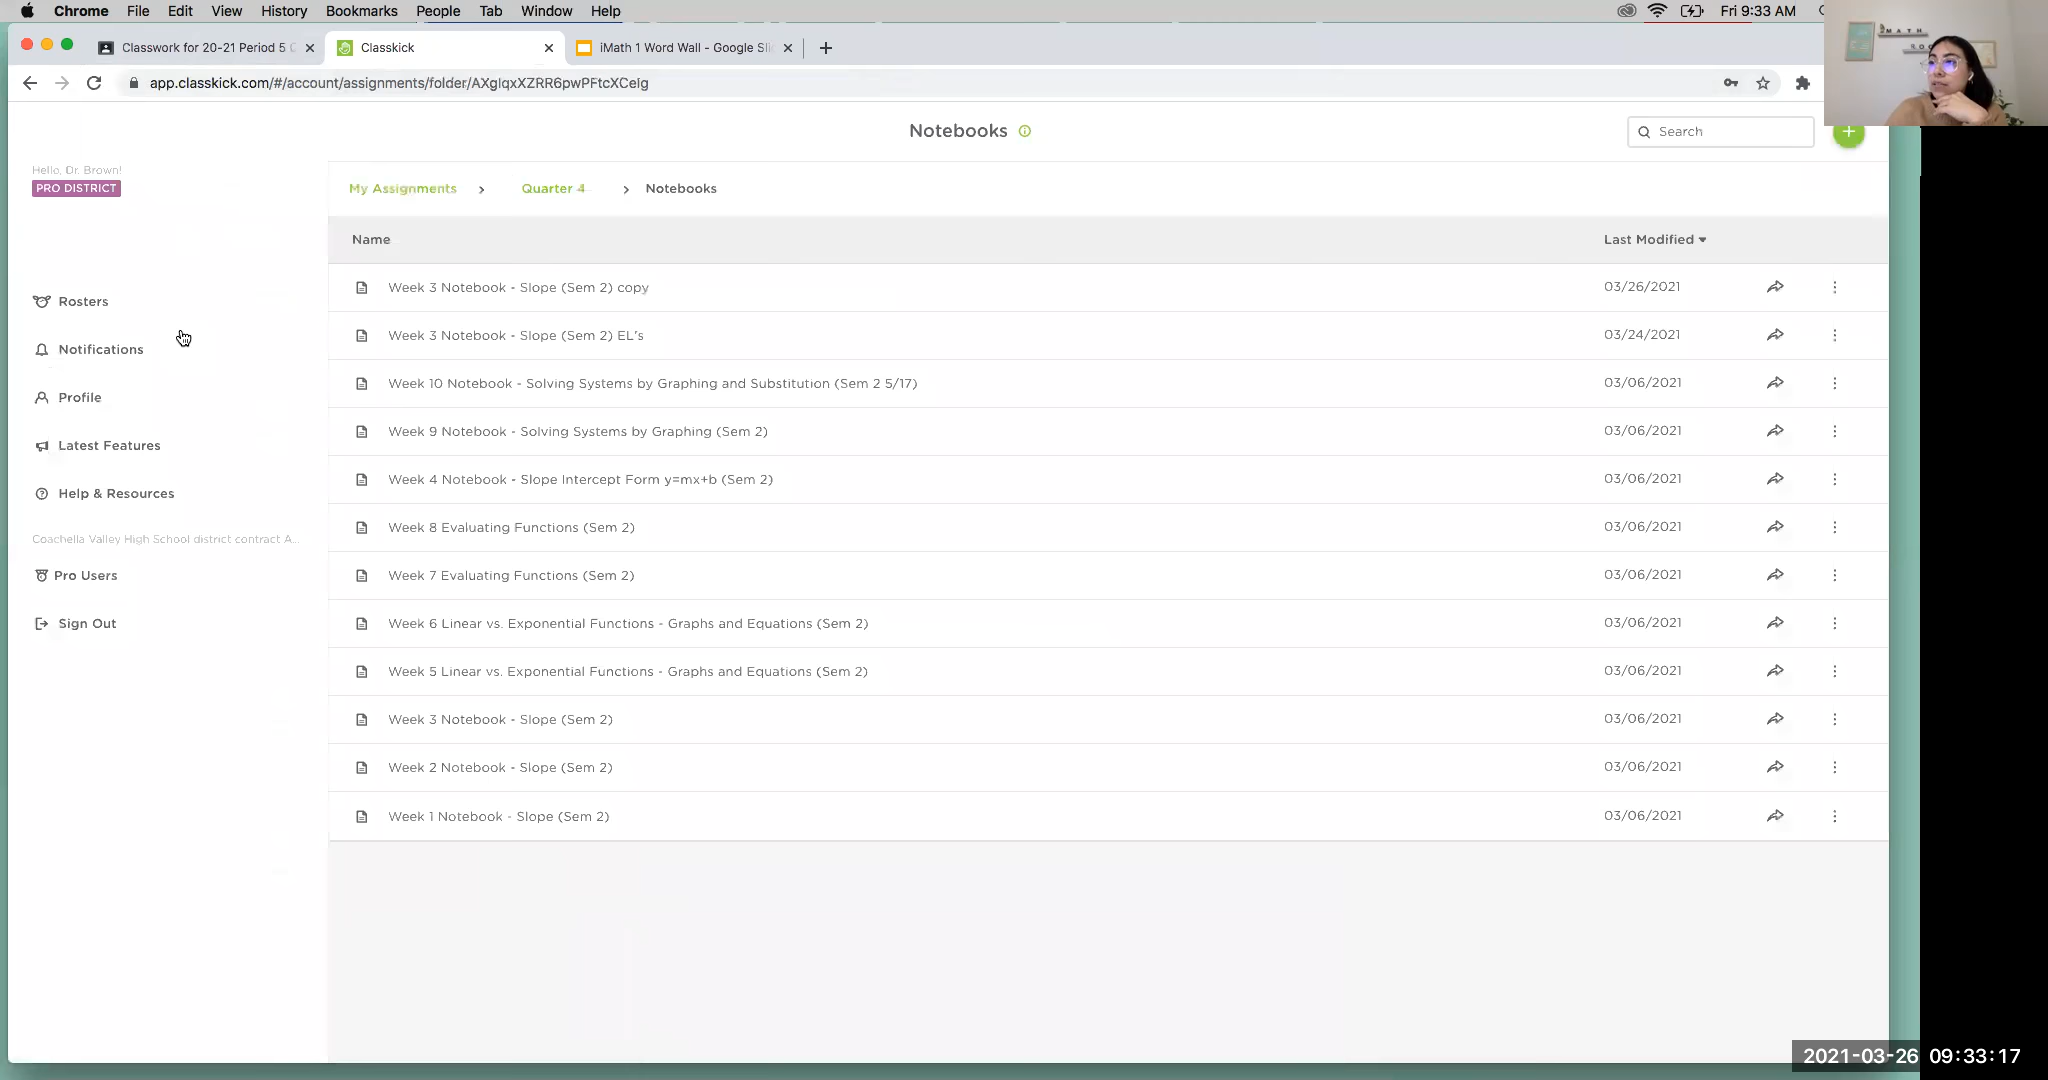 Chrome File Edit View History Bookmarks People Tab Window Help Fri 9:33 AM
Classwork for 20-21 Period 5 Classkick iMath 1 Word Wall - Google Sli
app.classkick.com/#/account/assignments/folder/AXglqxXZRR6pwPFtcXCeig
MATH
Notebooks
Search
Hello, Dr. Brown!
PRO DISTRICT
My Assignments > Quarter 4 > Notebooks
Name Last Modified
Week 3 Notebook - Slope (Sem 2) copy 03/26/2021
Rosters
Week 3 Notebook - Slope (Sem 2) EL's 03/24/2021
Notifications
Week 10 Notebook - Solving Systems by Graphing and Substitution (Sem 2 5/17) 03/06/2021
Profile
Week 9 Notebook - Solving Systems by Graphing (Sem 2) 03/06/2021
Latest Features
Week 4 Notebook - Slope Intercept Form y=mx+b (Sem 2) 03/06/2021
Help & Resources
Week 8 Evaluating Functions (Sem 2) 03/06/2021
Coachella Valley High School district contract A...
Week 7 Evaluating Functions (Sem 2) 03/06/2021
Pro Users
Week 6 Linear vs. Exponential Functions - Graphs and Equations (Sem 2) 03/06/2021
Sign Out
Week 5 Linear vs. Exponential Functions - Graphs and Equations (Sem 2) 03/06/2021
Week 3 Notebook - Slope (Sem 2) 03/06/2021
Week 2 Notebook - Slope (Sem 2) 03/06/2021
Week 1 Notebook - Slope (Sem 2) 03/06/2021
2021-03-26 09:33:17